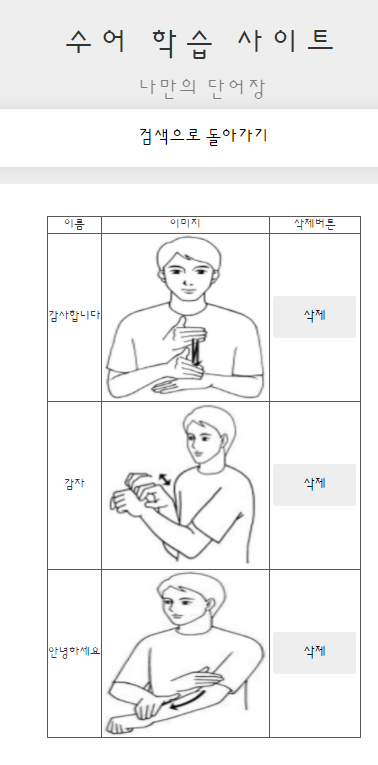 수어 학습 사이트
나만의 단어장
검색으로 돌아가기
이름 이미지 삭제버튼
감사합니다 삭제
감자 삭제
안녕하세요 삭제